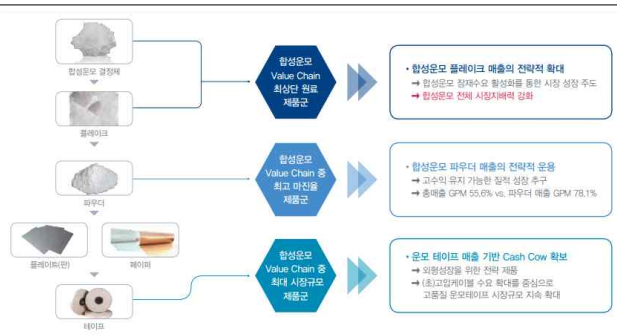 합성운모 결정체
플레이크
파우더
플레이트(판)
페이퍼
테이프
합성운모
Value Chain
최상단 원료
제품군
합성운모
Value Chain 중
최고 마진율
제품군
합성운모
Value Chain 중
최대 시장규모
제품군
• 합성운모 플레이크 매출의 전략적 확대
➞ 합성운모 잠재수요 활성화를 통한 시장 성장 주도
➞ 합성운모 전체 시장지배력 강화
• 합성운모 파우더 매출의 전략적 운용
➞ 고수익 유지 가능한 질적 성장 추구
➞ 총매출 GPM 55.6% vs. 파우더 매출 GPM 78.1%
• 운모 테이프 매출 기반 Cash Cow 확보
➞ 외형성장을 위한 전략 제품
➞ (초)고압케이블 수요 확대를 중심으로
고품질 운모테이프 시장규모 지속 확대